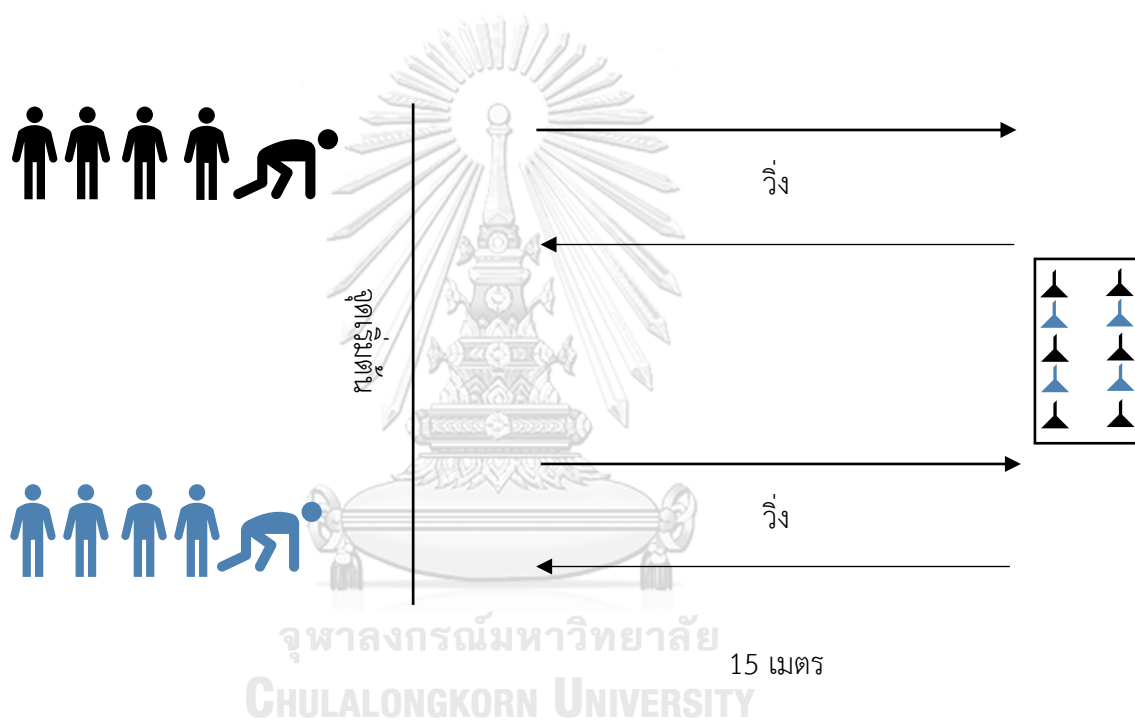 วิ่ง
จุดเริ่มต้น
วิ่ง
จุฬาลงกรณ์มหาวิทยาลัย
15 เมตร
CHULALONGKORN UNIVERSITY